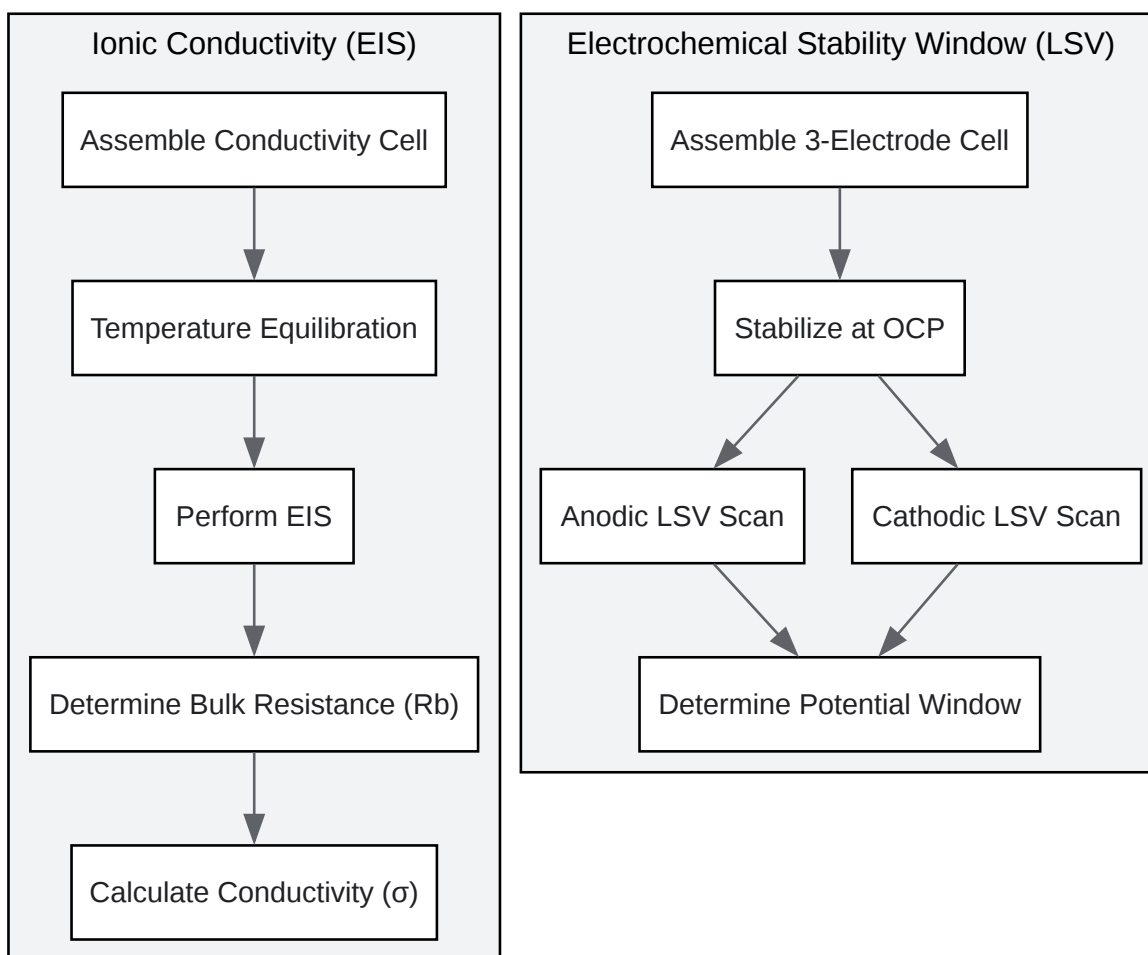 Ionic Conductivity (EIS)
Assemble Conductivity Cell
Temperature Equilibration
Perform EIS
Determine Bulk Resistance (Rb)
Calculate Conductivity (σ)
Electrochemical Stability Window (LSV)
Assemble 3-Electrode Cell
Stabilize at OCP
Anodic LSV Scan
Cathodic LSV Scan
Determine Potential Window